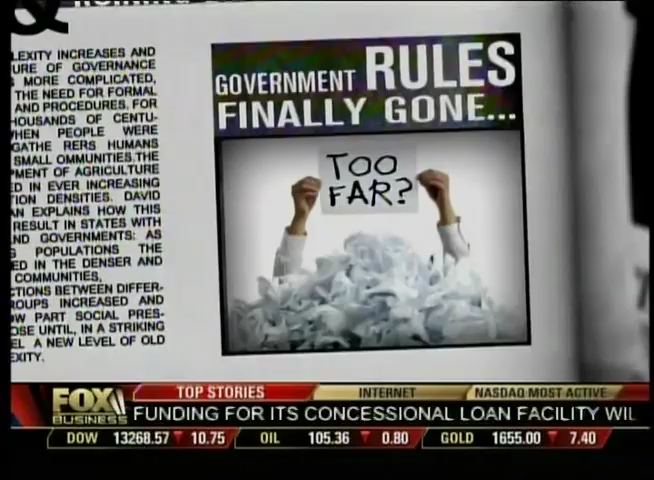 &
LEXITY INCREASES AND
URE OF GOVERNANCE
MORE COMPLICATED,
THE NEED FOR FORMAL
AND PROCEDURES. FOR
HOUSANDS OF CENTU-
HEN PEOPLE WERE
GATHE RERS HUMANS
SMALL OMMUNITIES.THE
MENT OF AGRICULTURE
D IN EVER INCREASING
ION DENSITIES. DAVID
AN EXPLAINS HOW THIS
RESULT IN STATES WITH
ND GOVERNMENTS: AS
POPULATIONS THE
ED IN THE DENSER AND
COMMUNITIES,
CTIONS BETWEEN DIFFER-
ROUPS INCREASED AND
OW PART SOCIAL PRES-
OSE UNTIL, IN A STRIKING
EL A NEW LEVEL OF OLD
EXITY.
GOVERNMENT RULES
FINALLY GONE...
TOO
FAR?
FOX
BUSINESS
TOP STORIES INTERNET NASDAQ MOST ACTIVE
FUNDING FOR ITS CONCESSIONAL LOAN FACILITY WIL
DOW 13268.57 10.75 OIL 105.36 0.80 GOLD 1655.00 7.40